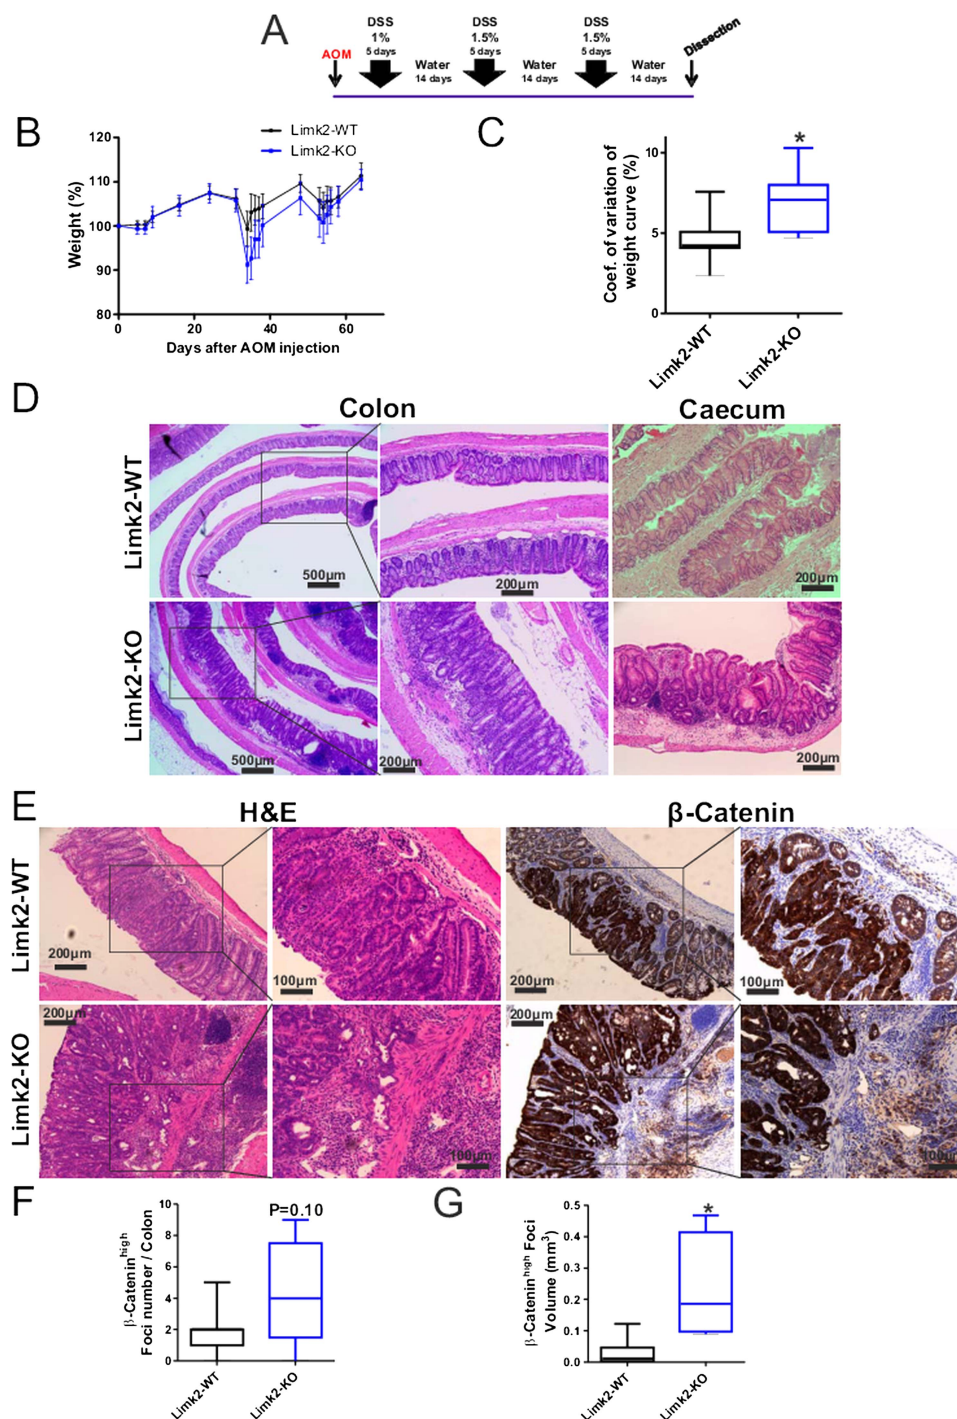 A
AOM
DSS
1%
5 days
Water
14 days
DSS
1.5%
5 days
Water
14 days
DSS
1.5%
5 days
Water
14 days
Dissection
B
Weight (%)
120
110
100
90
80
0
20
40
60
Days after AOM injection
Limk2-WT
Limk2-KO
C
Coef. of variation of
weight curve (%)
10
5
0
*
Limk2-WT
Limk2-KO
D
Colon
Caecum
Limk2-WT
500µm
200µm
200µm
Limk2-KO
500µm
200µm
200µm
E
H&E
β-Catenin
Limk2-WT
200µm
100µm
200µm
100µm
Limk2-KO
200µm
100µm
200µm
100µm
F
β-Catenin^high
Foci number / Colon
10
8
6
4
2
0
P=0.10
Limk2-WT
Limk2-KO
G
β-Catenin^high Foci
Volume (mm³)
0.5
0.4
0.3
0.2
0.1
0.0
*
Limk2-WT
Limk2-KO